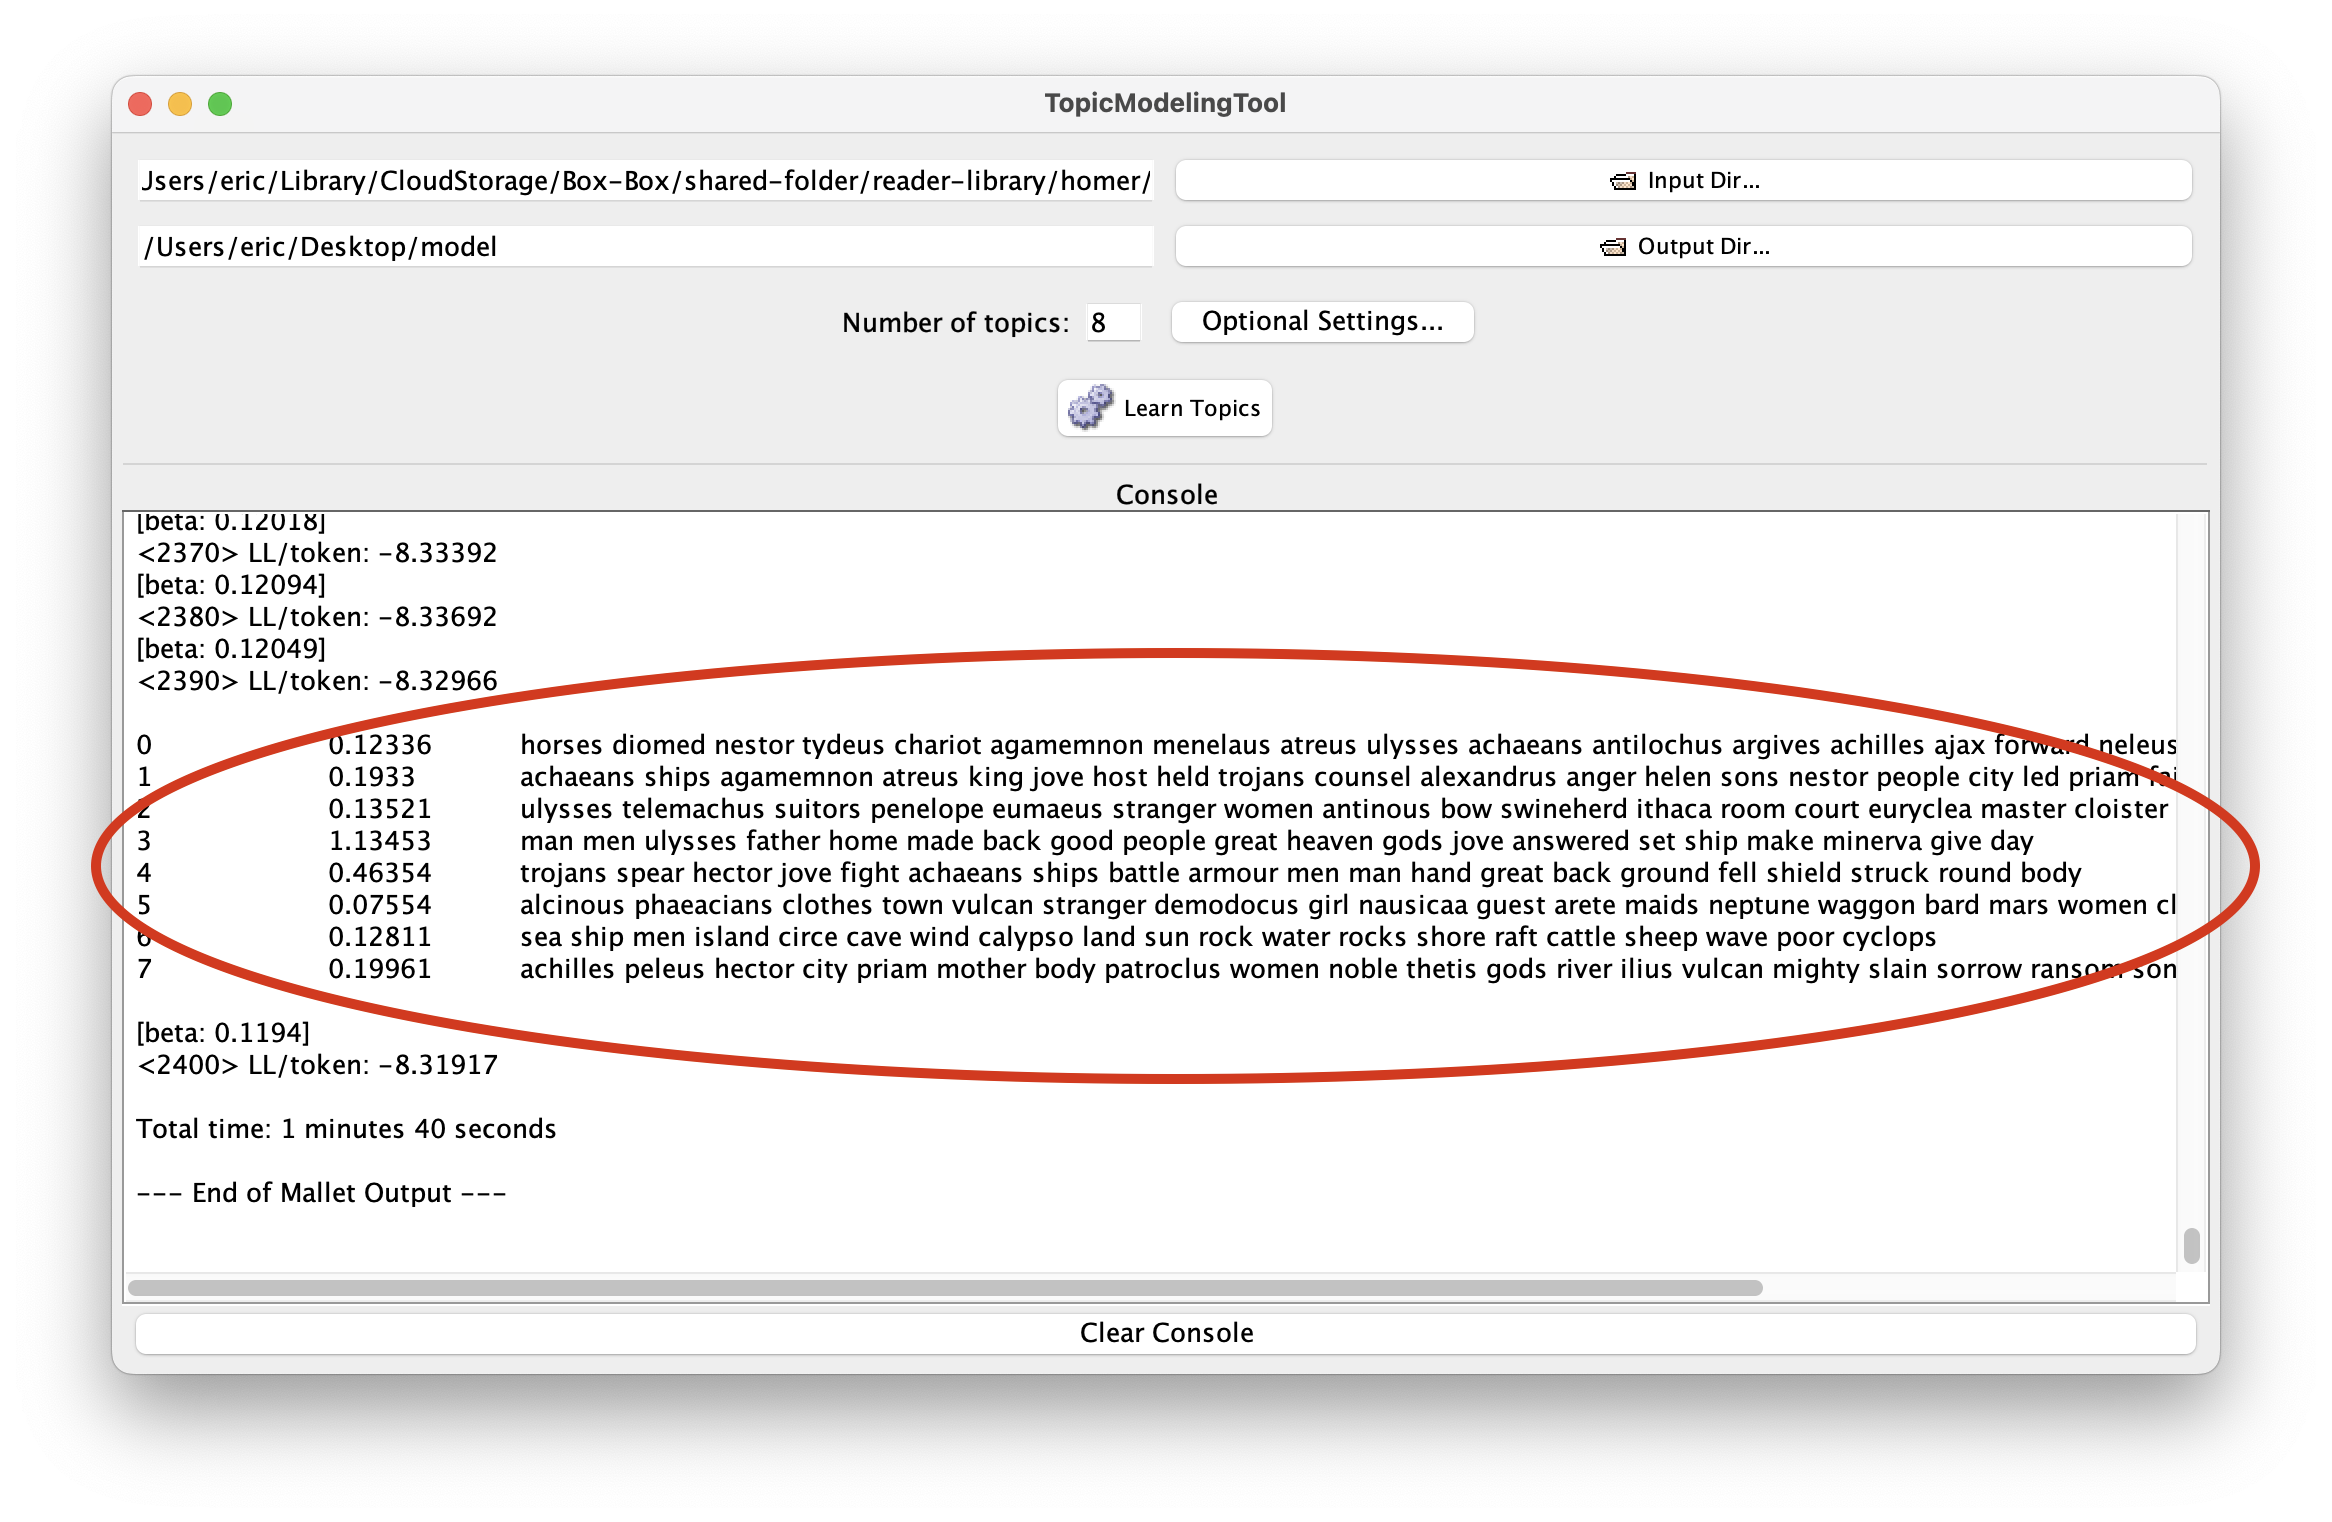 TopicModelingTool
Jsers/eric/Library/CloudStorage/Box-Box/shared-folder/reader-library/homer/
Input Dir...
/Users/eric/Desktop/model
Output Dir...
Number of topics: 8 Optional Settings...
Learn Topics
Console
[beta: 0.12018]
<2370> LL/token: -8.33392
[beta: 0.12094]
<2380> LL/token: -8.33692
[beta: 0.12049]
<2390> LL/token: -8.32966
0 0.12336 horses diomed nestor tydeus chariot agamemnon menelaus atreus ulysses achaeans antilochus argives achilles ajax forward neleus
1 0.1933 achaeans ships agamemnon atreus king jove host held trojans counsel alexandrus anger helen sons nestor people city led priam fai
2 0.13521 ulysses telemachus suitors penelope eumaeus stranger women antinous bow swineherd ithaca room court euryclea master cloister
3 1.13453 man men ulysses father home made back good people great heaven gods jove answered set ship make minerva give day
4 0.46354 trojans spear hector jove fight achaeans ships battle armour men man hand great back ground fell shield struck round body
5 0.07554 alcinous phaeacians clothes town vulcan stranger demodocus girl nausicaa guest arete maids neptune waggon bard mars women cl
6 0.12811 sea ship men island circe cave wind calypso land sun rock water rocks shore raft cattle sheep wave poor cyclops
7 0.19961 achilles peleus hector city priam mother body patroclus women noble thetis gods river ilius vulcan mighty slain sorrow ransom son
[beta: 0.1194]
<2400> LL/token: -8.31917
Total time: 1 minutes 40 seconds
--- End of Mallet Output ---
Clear Console